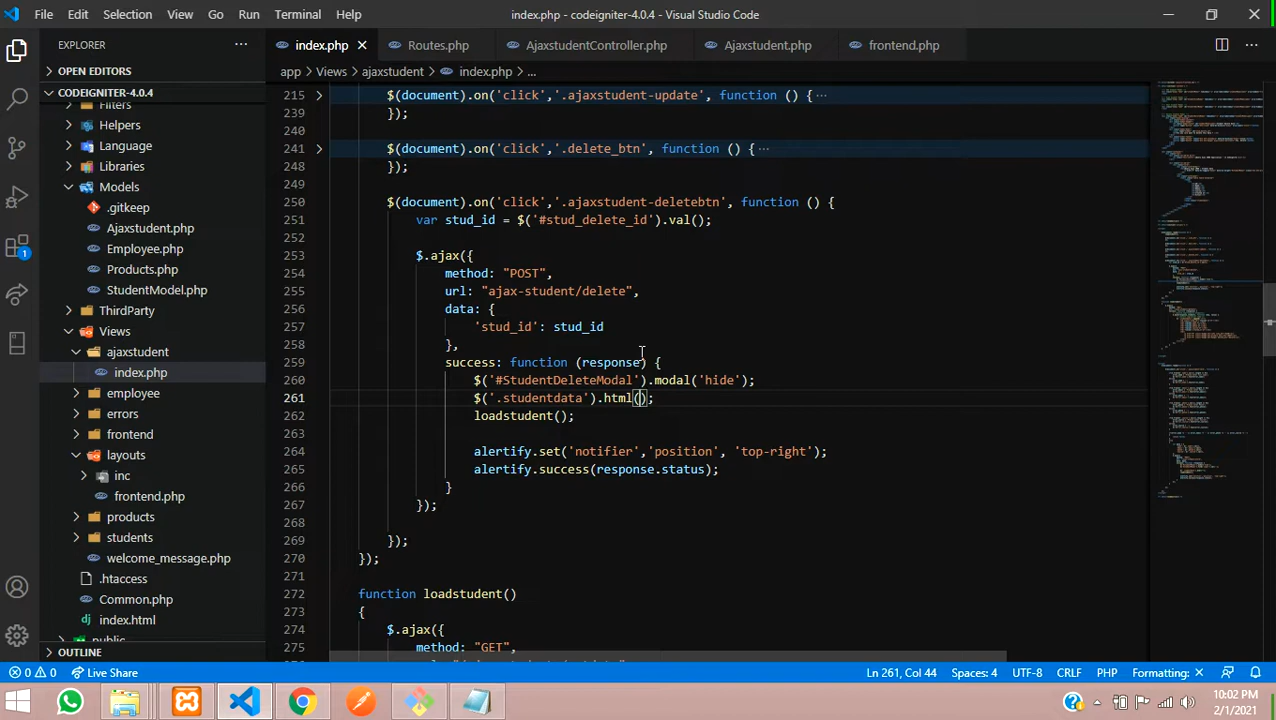 File Edit Selection View Go Run Terminal Help index.php - codeigniter-4.0.4 - Visual Studio Code
EXPLORER
OPEN EDITORS
CODEIGNITER-4.0.4
Filters
Helpers
Language
Libraries
Models
.gitkeep
Ajaxstudent.php
Employee.php
Products.php
StudentModel.php
ThirdParty
Views
ajaxstudent
index.php
employee
errors
frontend
layouts
inc
frontend.php
products
students
welcome_message.php
.htaccess
Common.php
index.html
public
OUTLINE
index.php Routes.php AjaxstudentController.php Ajaxstudent.php frontend.php
app > Views > ajaxstudent > index.php > ...
215 $(document) click' '.ajaxstudent-update', function () {
239 });
240
241 $(document).on .delete_btn', function () {
248 });
249
250 $(document).on('click','.ajaxstudent-deletebtn', function () {
251 var stud_id = $('#stud_delete_id').val();
252
253 $.ajax
254 method: "POST",
255 url: -student/delete",
256 data: {
257 'stud_id': stud_id
258 },
259 success: function (response) {
260 studentDeleteModal').modal('hide');
261 '.studentdata').html()
262 loadstudent();
263
264 alertify.set('notifier','position', 'top-right');
265 alertify.success(response.status);
266 }
267 });
268
269 });
270 });
271
272 function loadstudent()
273 {
274 $.ajax({
275 method: "GET",
1
0 0 Live Share Ln 261, Col 44 Spaces: 4 UTF-8 CRLF PHP Formatting:
10:02 PM
2/1/2021